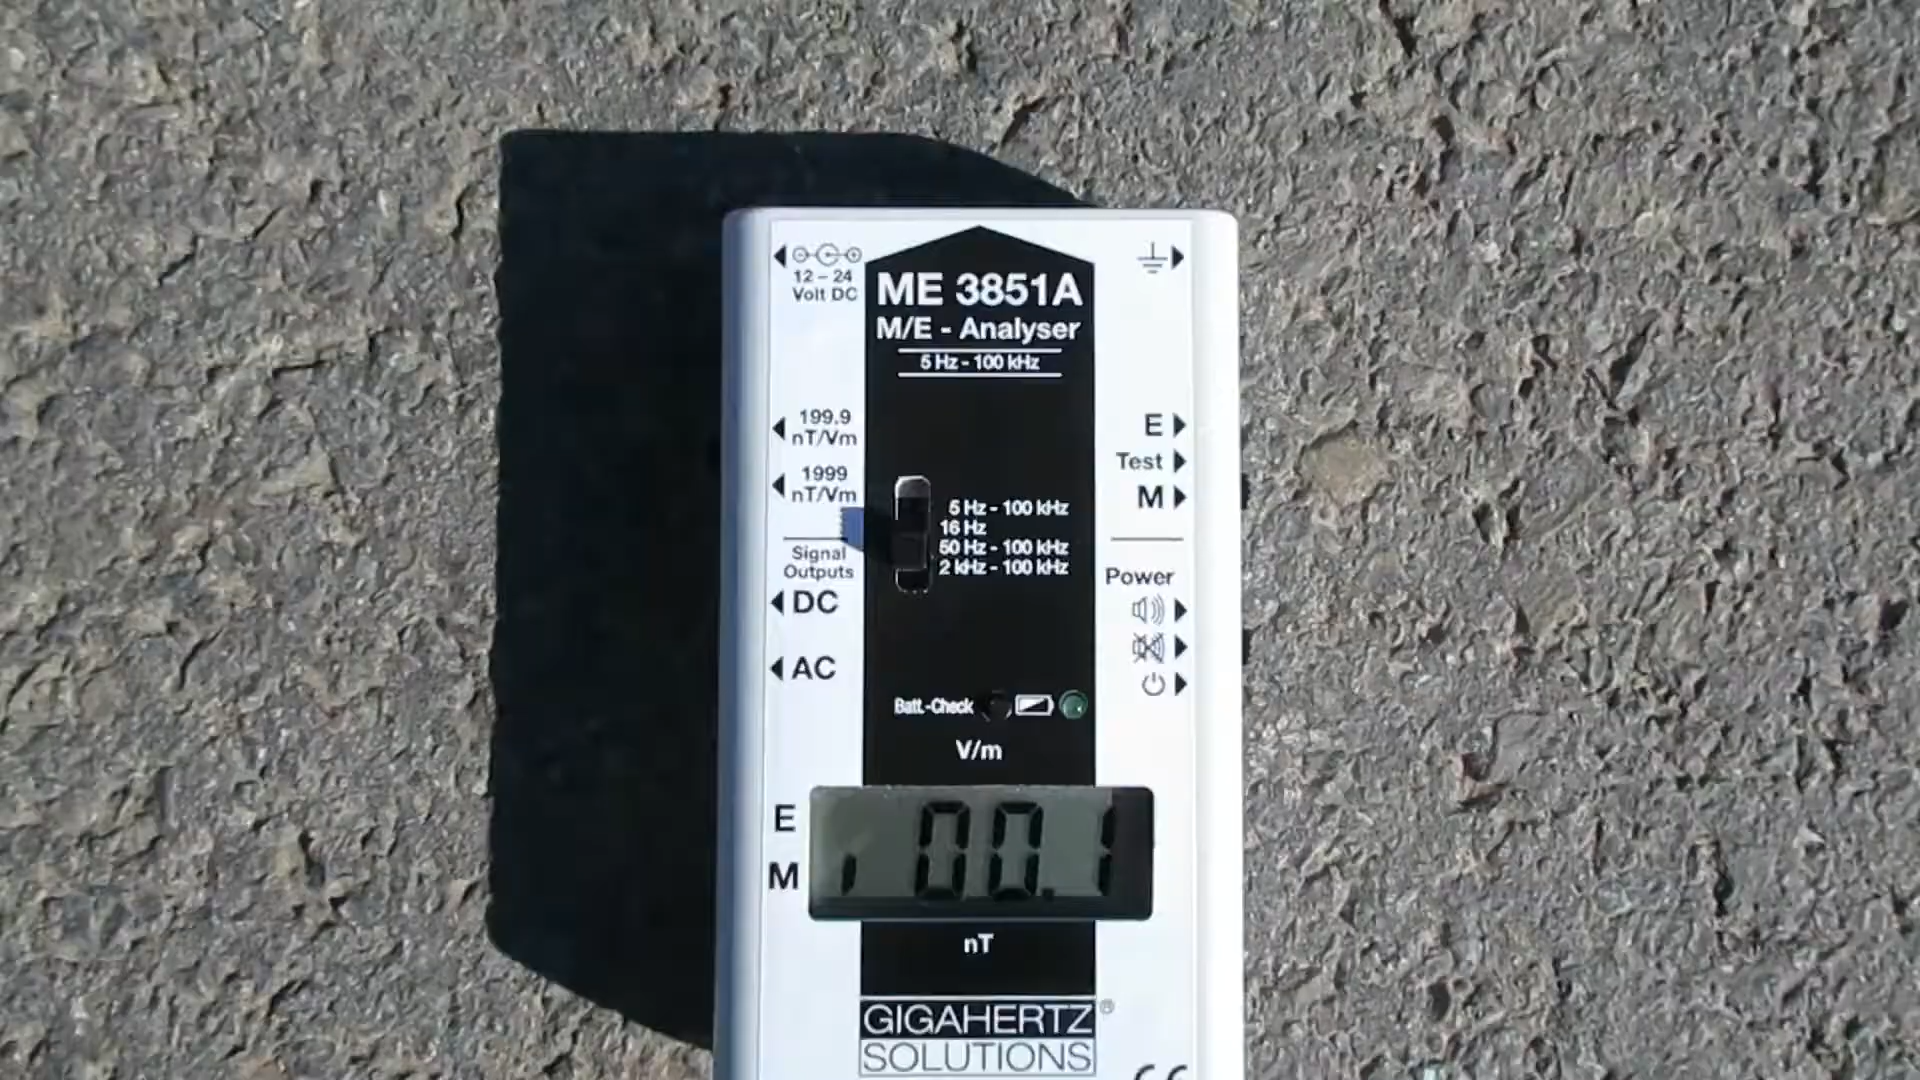 12 – 24
Volt DC
ME 3851A
M/E - Analyser
5 Hz - 100 kHz
199.9
nT/Vm
1999
nT/Vm
Signal
Outputs
DC
AC
5 Hz - 100 kHz
16 Hz
50 Hz - 100 kHz
2 kHz - 100 kHz
E
Test
M
Power
Batt.-Check
V/m
E
M
00.1
nT
GIGAHERTZ®
SOLUTIONS
CE